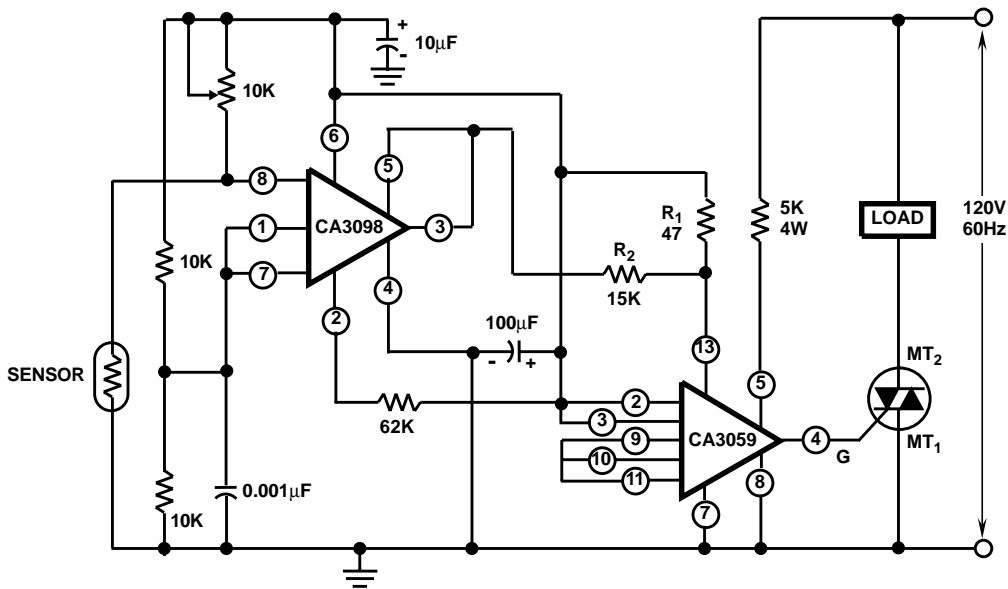 +
10μF
-
10K
6
5
8
1
7
CA3098
3
4
2
10K
R1
47
R2
15K
5K
4W
LOAD
120V
60Hz
100μF
-
+
13
SENSOR
62K
5
MT2
2
3
9
10
11
CA3059
4
G
MT1
8
7
10K
0.001μF